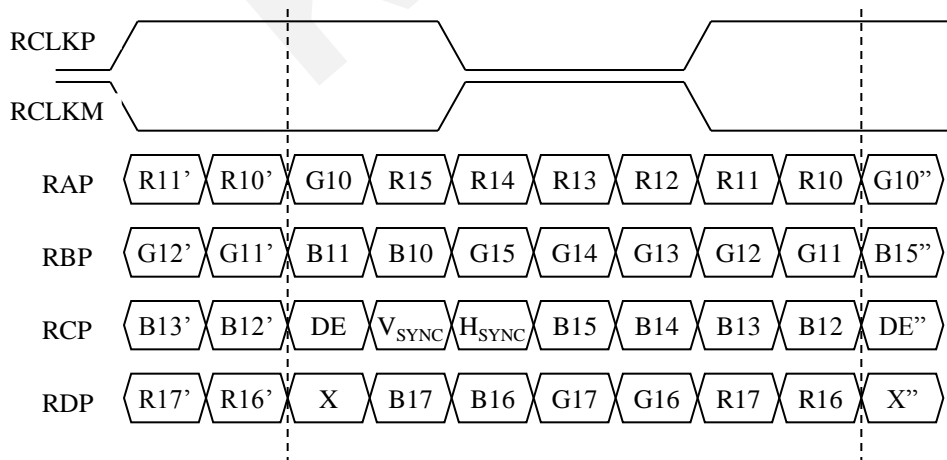 RCLKP
RCLKM
RAP R11’ R10’ G10 R15 R14 R13 R12 R11 R10 G10”
RBP G12’ G11’ B11 B10 G15 G14 G13 G12 G11 B15”
RCP B13’ B12’ DE VSYNC HSYNC B15 B14 B13 B12 DE”
RDP R17’ R16’ X B17 B16 G17 G16 R17 R16 X”